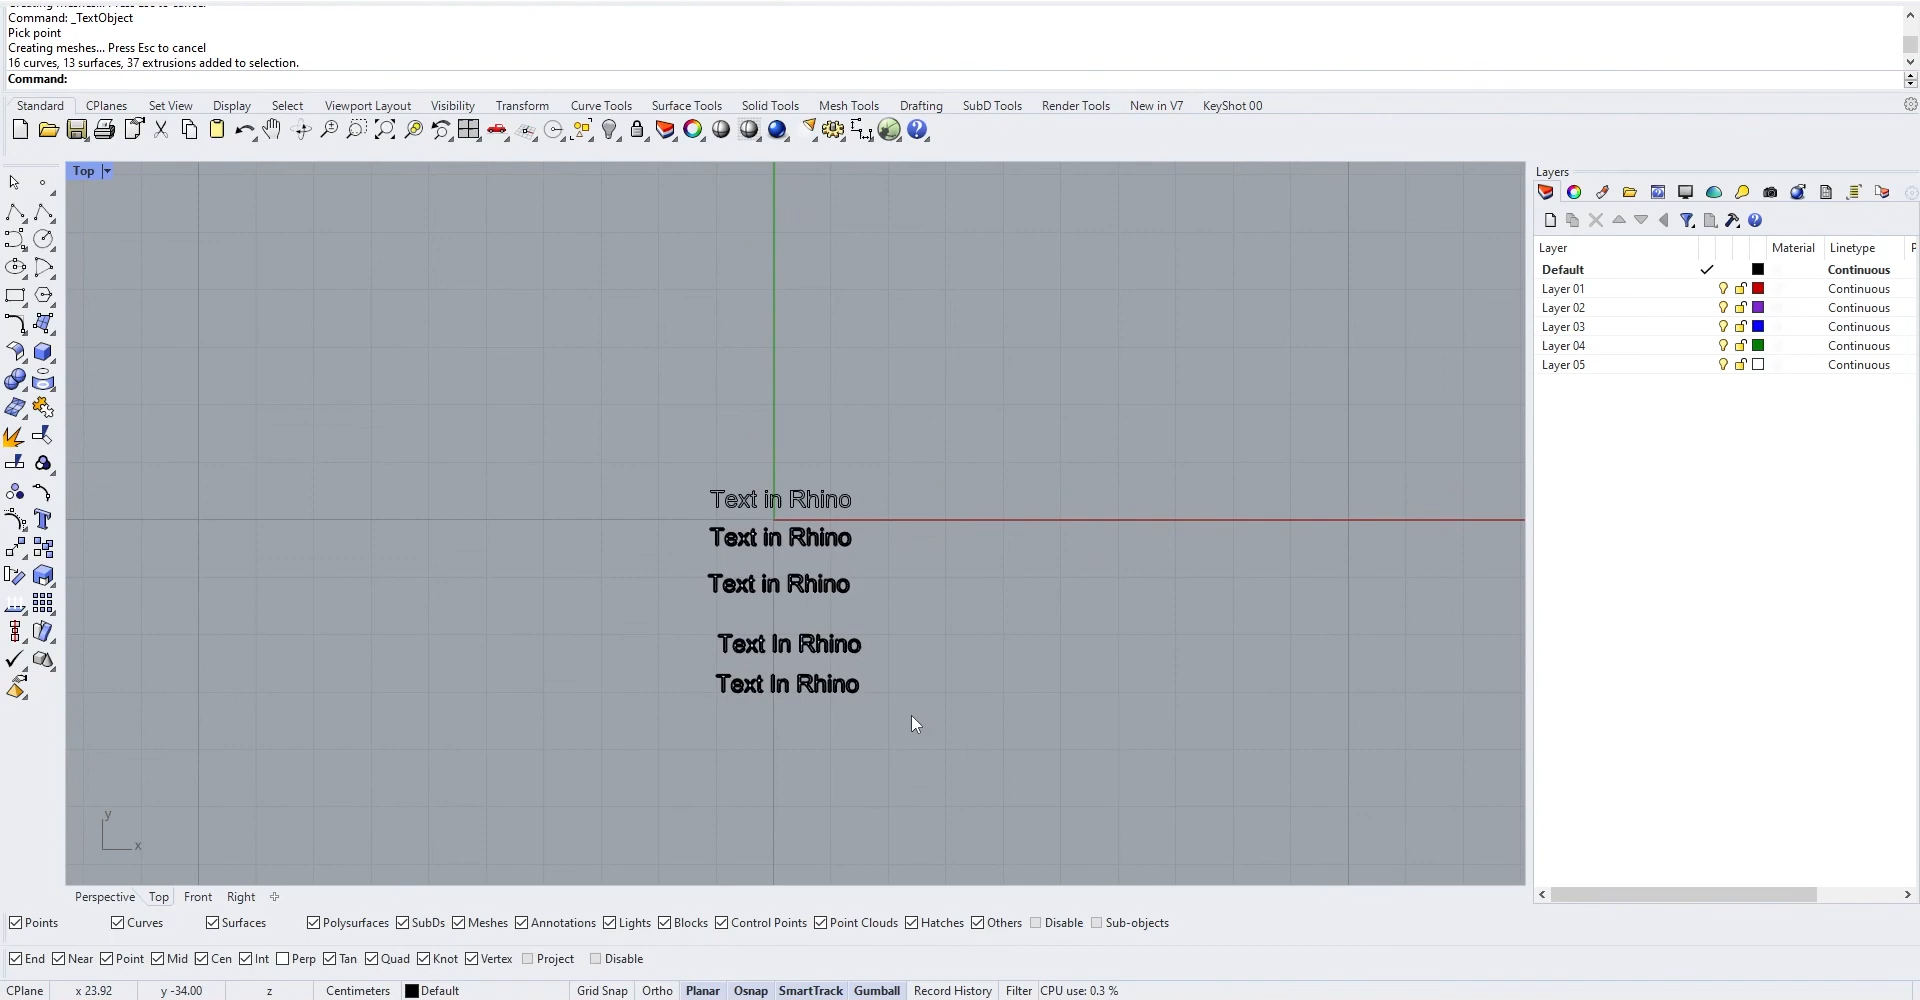 Command: _TextObject
Pick point
Creating meshes... Press Esc to cancel
16 curves, 13 surfaces, 37 extrusions added to selection.
Command:
Standard CPlanes Set View Display Select Viewport Layout Visibility Transform Curve Tools Surface Tools Solid Tools Mesh Tools Drafting SubD Tools Render Tools New in V7 KeyShot 00
Top
Layers
Layer Material Linetype P
Default Continuous
Layer 01 Continuous
Layer 02 Continuous
Layer 03 Continuous
Layer 04 Continuous
Layer 05 Continuous
Text in Rhino
Text in Rhino
Text in Rhino
Text In Rhino
Text In Rhino
y
x
Perspective Top Front Right
Points Curves Surfaces Polysurfaces SubDs Meshes Annotations Lights Blocks Control Points Point Clouds Hatches Others Disable Sub-objects
End Near Point Mid Cen Int Perp Tan Quad Knot Vertex Project Disable
CPlane x 23.92 y -34.00 z Centimeters Default Grid Snap Ortho Planar Osnap SmartTrack Gumball Record History Filter CPU use: 0.3 %